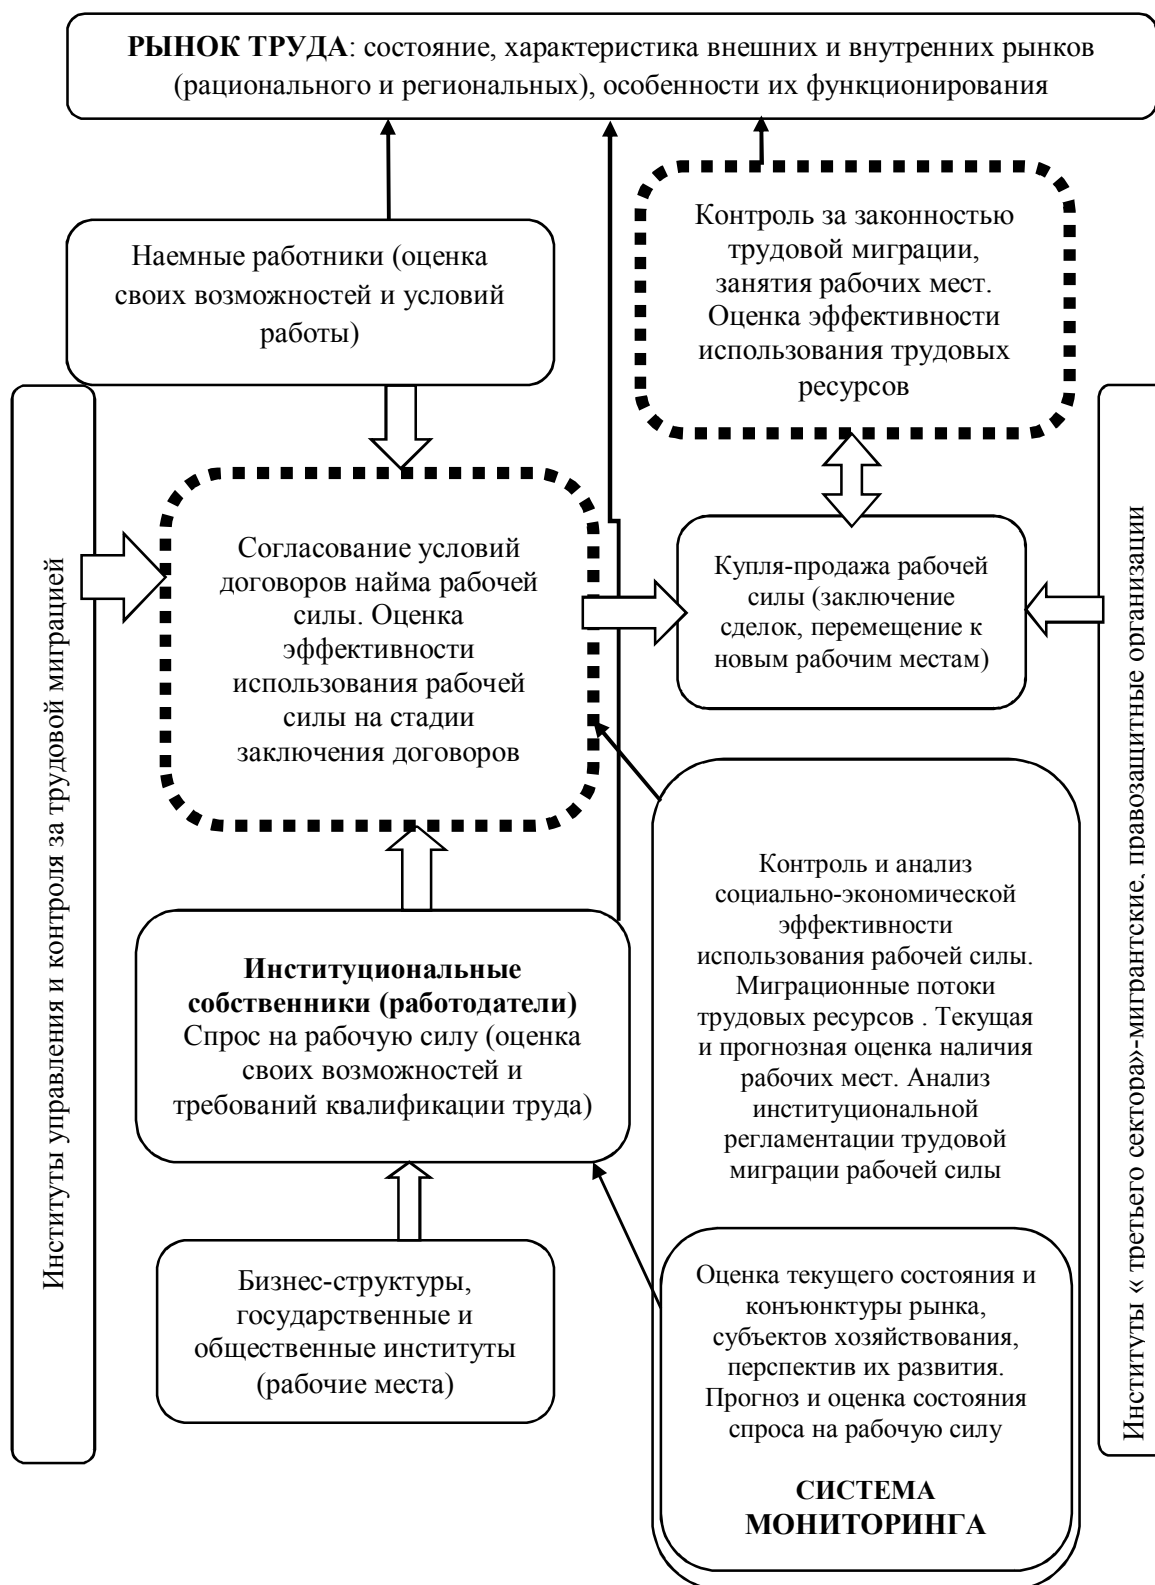 РЫНОК ТРУДА: состояние, характеристика внешних и внутренних рынков
(рационального и региональных), особенности их функционирования
Наемные работники (оценка
своих возможностей и условий
работы)
Контроль за законностью
трудовой миграции,
занятия рабочих мест.
Оценка эффективности
использования трудовых
ресурсов
Институты управления и контроля за трудовой миграцией
Согласование условий
договоров найма рабочей
силы. Оценка
эффективности
использования рабочей
силы на стадии
заключения договоров
Купля-продажа рабочей
силы (заключение
сделок, перемещение к
новым рабочим местам)
Институты « третьего сектора»-мигрантские, правозащитные организации
Институциональные
собственники (работодатели)
Спрос на рабочую силу (оценка
своих возможностей и
требований квалификации труда)
Контроль и анализ
социально-экономической
эффективности
использования рабочей силы.
Миграционные потоки
трудовых ресурсов . Текущая
и прогнозная оценка наличия
рабочих мест. Анализ
институциональной
регламентации трудовой
миграции рабочей силы
Бизнес-структуры,
государственные и
общественные институты
(рабочие места)
Оценка текущего состояния и
конъюнктуры рынка,
субъектов хозяйствования,
перспектив их развития.
Прогноз и оценка состояния
спроса на рабочую силу
СИСТЕМА
МОНИТОРИНГА